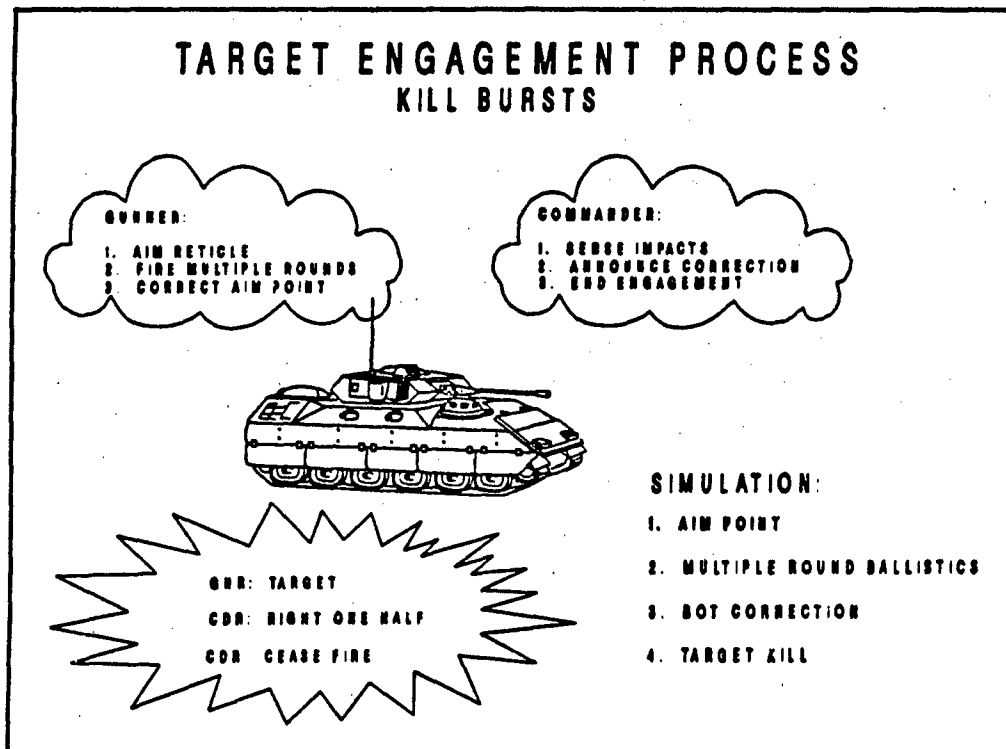 TARGET ENGAGEMENT PROCESS
KILL BURSTS
GUNNER:
1. AIM RETICLE
2. FIRE MULTIPLE ROUNDS
3. CORRECT AIM POINT
COMMANDER:
1. SENSE IMPACTS
2. ANNOUNCE CORRECTION
3. END ENGAGEMENT
GNR: TARGET
CDR: RIGHT ONE HALF
CDR CEASE FIRE
SIMULATION:
1. AIM POINT
2. MULTIPLE ROUND BALLISTICS
3. BOT CONNECTION
4. TARGET KILL